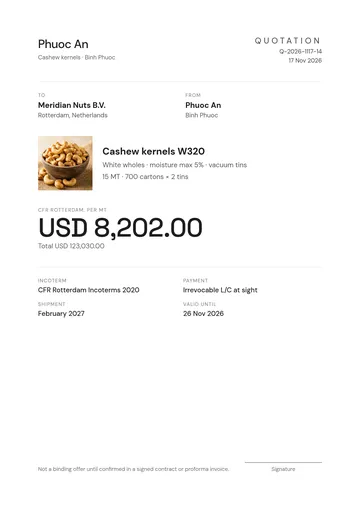 Phuoc An
Cashew kernels · Binh Phuoc
QUOTATION
Q-2026-1117-14
17 Nov 2026
TO
Meridian Nuts B.V.
Rotterdam, Netherlands
FROM
Phuoc An
Binh Phuoc
Cashew kernels W320
White wholes · moisture max 5% · vacuum tins
15 MT · 700 cartons × 2 tins
CFR ROTTERDAM, PER MT
USD 8,202.00
Total USD 123,030.00
INCOTERM
CFR Rotterdam Incoterms 2020
PAYMENT
Irrevocable L/C at sight
SHIPMENT
February 2027
VALID UNTIL
26 Nov 2026
Not a binding offer until confirmed in a signed contract or proforma invoice.
Signature